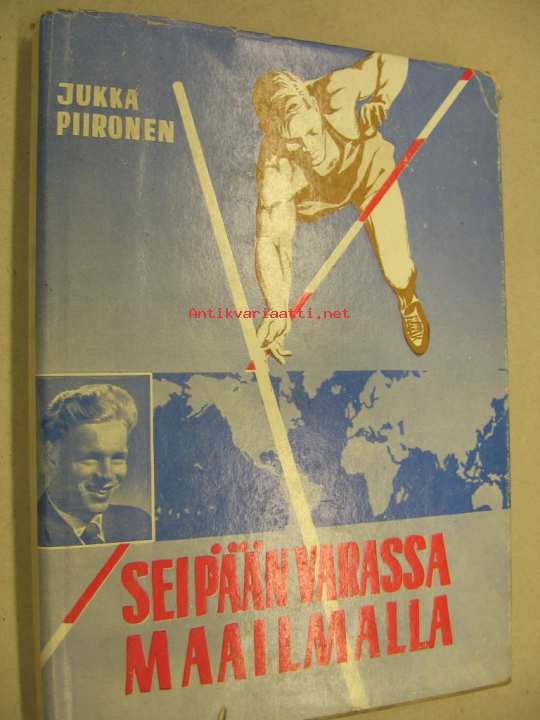 JUKKA
PIIRONEN
Antikvariaatti.net
SEIPÄÄN VARASSA
MAAILMALLA